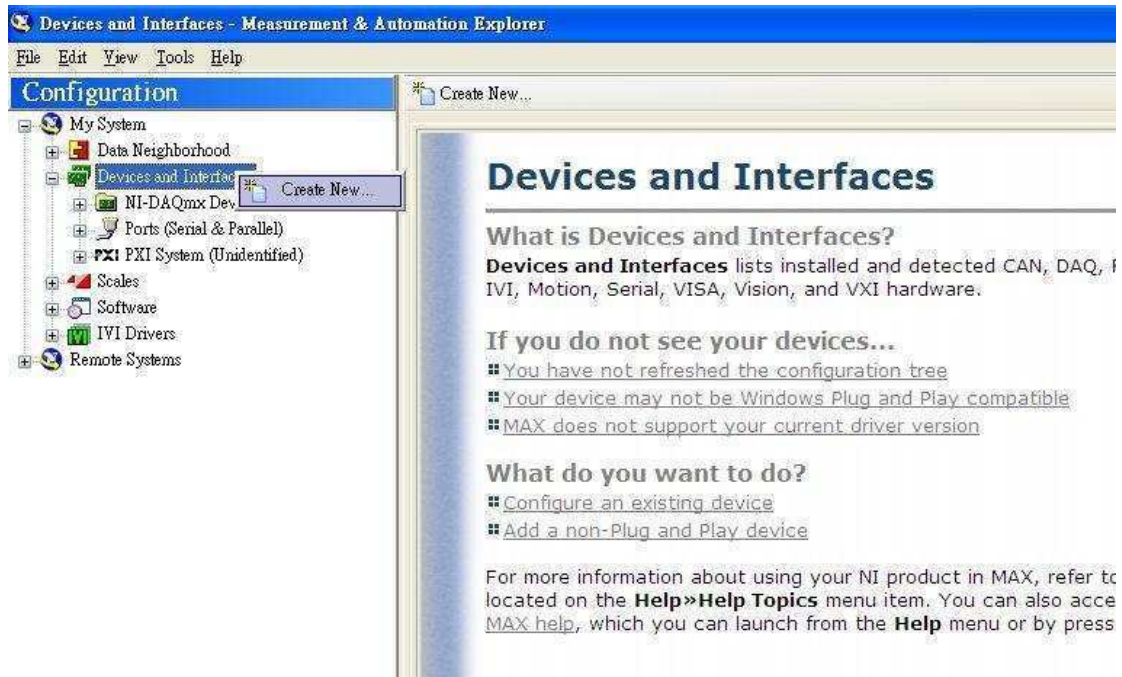 Devices and Interfaces - Measurement & Automation Explorer
File Edit View Tools Help
Configuration
Create New...
My System
Data Neighborhood
Devices and Interfac
Create New...
NI-DAQmx Dev
Ports (Serial & Parallel)
PXI PXI System (Unidentified)
Scales
Software
IVI IVI Drivers
Remote Systems
Devices and Interfaces
What is Devices and Interfaces?
Devices and Interfaces lists installed and detected CAN, DAQ,
IVI, Motion, Serial, VISA, Vision, and VXI hardware.
If you do not see your devices...
You have not refreshed the configuration tree
Your device may not be Windows Plug and Play compatible
MAX does not support your current driver version
What do you want to do?
Configure an existing device
Add a non-Plug and Play device
For more information about using your NI product in MAX, refer to
located on the Help»Help Topics menu item. You can also acce
MAX help, which you can launch from the Help menu or by press